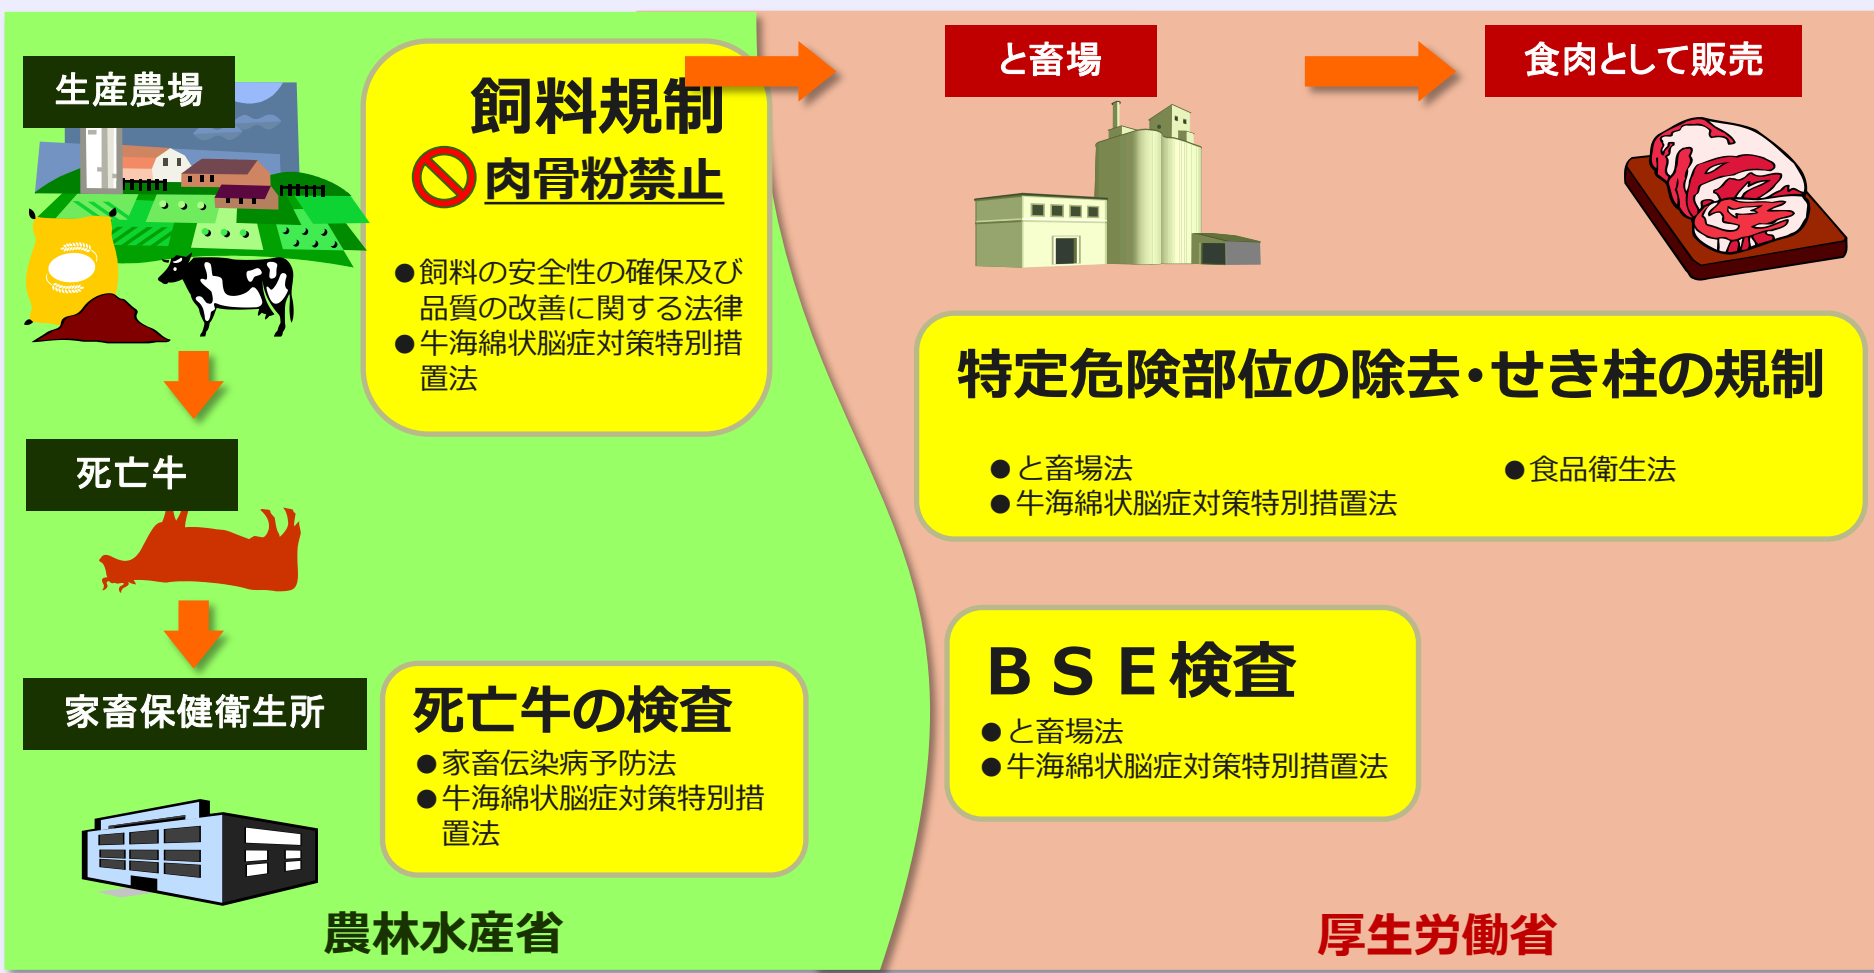 生産農場
飼料規制
肉骨粉禁止
●飼料の安全性の確保及び
品質の改善に関する法律
●牛海綿状脳症対策特別措
置法
死亡牛
家畜保健衛生所
死亡牛の検査
●家畜伝染病予防法
●牛海綿状脳症対策特別措
置法
農林水産省
と畜場
食肉として販売
特定危険部位の除去・せき柱の規制
●と畜場法
●牛海綿状脳症対策特別措置法
●食品衛生法
ＢＳＥ検査
●と畜場法
●牛海綿状脳症対策特別措置法
厚生労働省